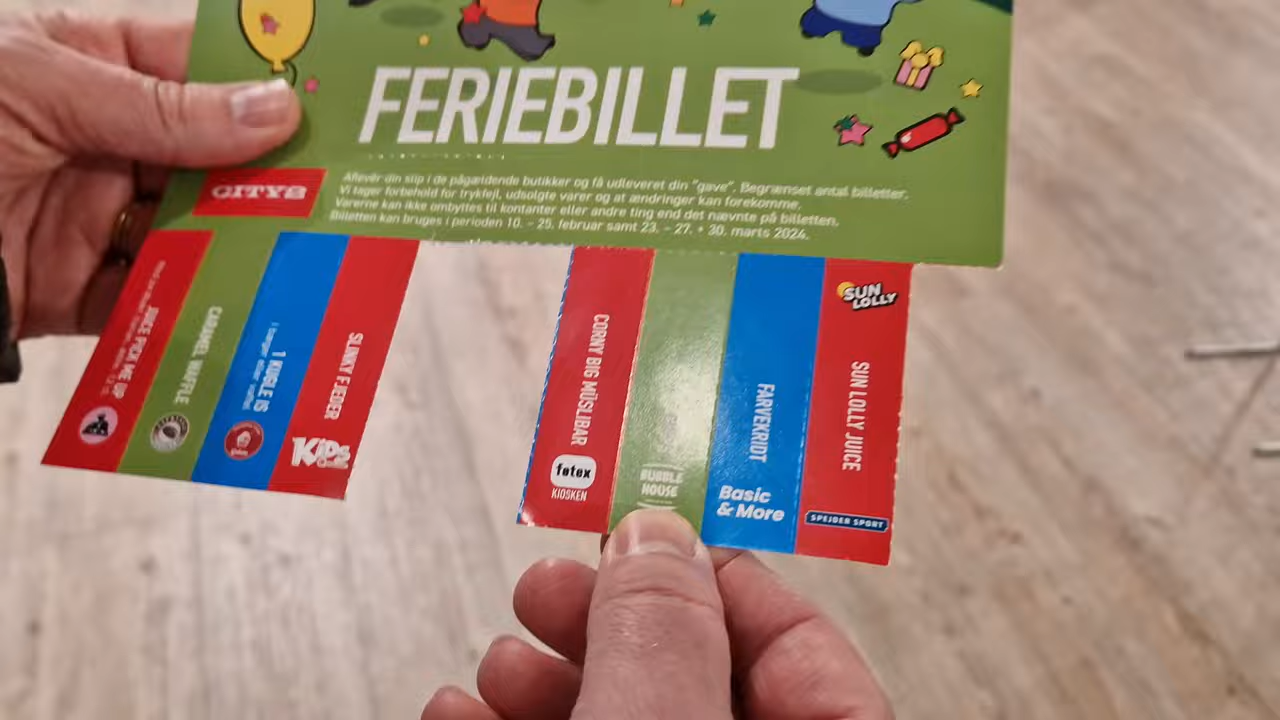 FERIEBILLET
CITY2
Aflevér din slip i de pågældende butikker og få udleveret din "gave". Begrænset antal billetter.
Vi tager forbehold for trykfejl, udsolgte varer og at ændringer kan forekomme.
Varerne kan ikke ombyttes til kontanter eller andre ting end det nævnte på billetten.
Billetten kan bruges i perioden 10. - 25. februar samt 23. - 27. + 30. marts 2024.
JUICE PICK ME UP
CARAMEL WAFFLE
1 KUGLE IS
I bæger eller vaffel
SLINKY FJEDER
KiDs
CORNY BIG MÜSLIBAR
føtex
KIOSKEN
BUBBLE
HOUSE
FARVEKRIDT
Basic
& More
SUN
LOLLY
SUN LOLLY JUICE
SPEJDER SPORT